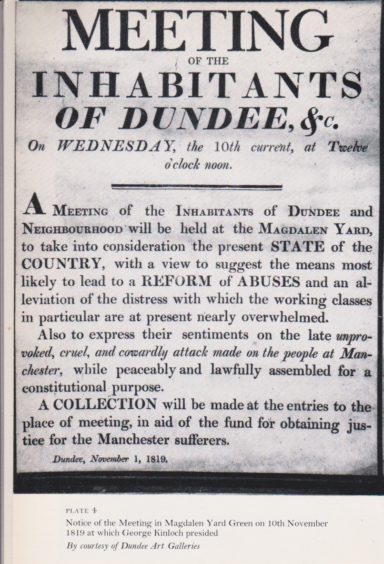 MEETING
OF THE
INHABITANTS
OF DUNDEE, &c.
On WEDNESDAY, the 10th current, at Twelve
o'clock noon.
A MEETING of the INHABITANTS of DUNDEE and
NEIGHBOURHOOD will be held at the MAGDALEN YARD,
to take into consideration the present STATE of the
COUNTRY, with a view to suggest the means most
likely to lead to a REFORM of ABUSES and an al-
leviation of the distress with which the working classes
in particular are at present nearly overwhelmed.
Also to express their sentiments on the late unpro-
voked, cruel, and cowardly attack made on the people at Man-
chester, while peaceably and lawfully assembled for a
constitutional purpose.
A COLLECTION will be made at the entries to the
place of meeting, in aid of the fund for obtaining jus-
tice for the Manchester sufferers.
Dundee, November 1, 1819.
PLATE 4
Notice of the Meeting in Magdalen Yard Green on 10th November
1819 at which George Kinloch presided
By courtesy of Dundee Art Galleries